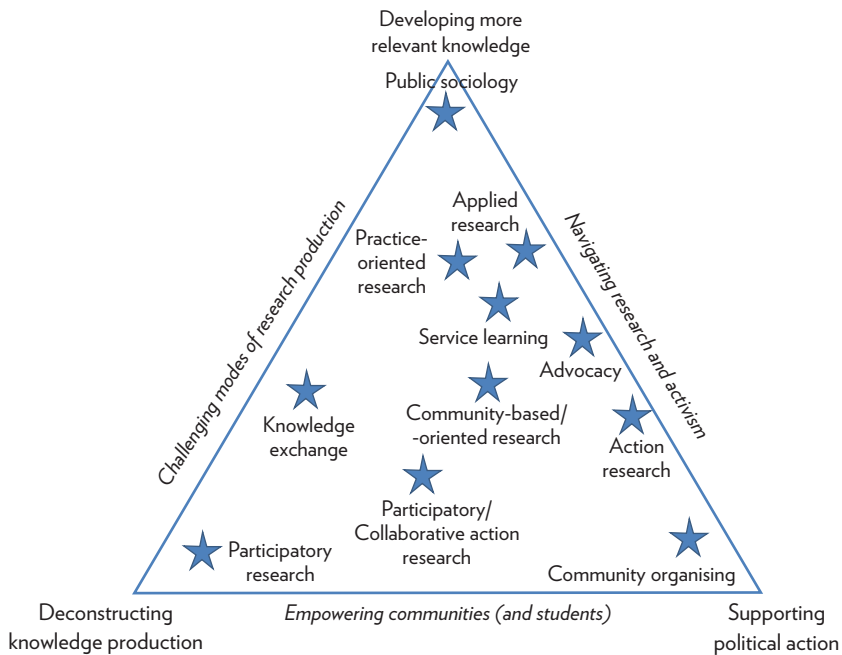 Developing more
relevant knowledge
Public sociology
Applied
research
Practice-
oriented
research
Service learning
Advocacy
Challenging modes of research production
Navigating research and activism
Knowledge
exchange
Community-based/
-oriented research
Action
research
Participatory/
Collaborative action
research
Participatory
research
Community organising
Deconstructing
knowledge production
Empowering communities (and students)
Supporting
political action